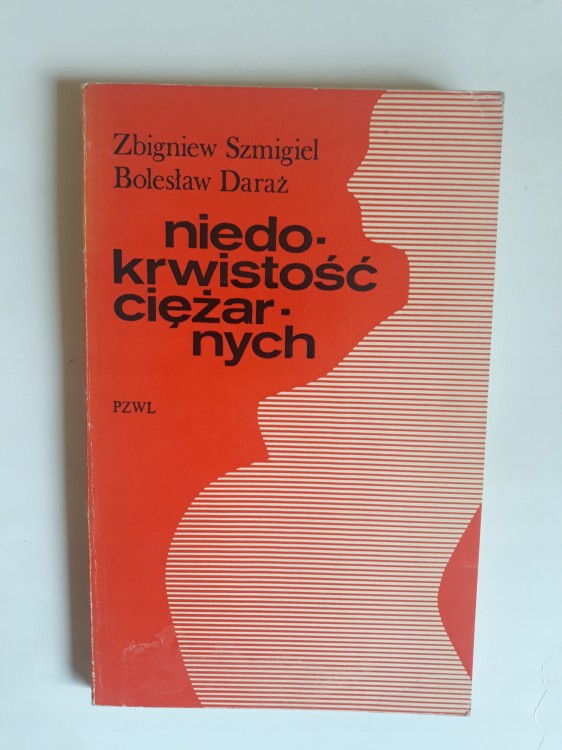 Zbigniew Szmigiel
Bolesław Daraż
niedo-
krwistość
ciężar-
nych
PZWL